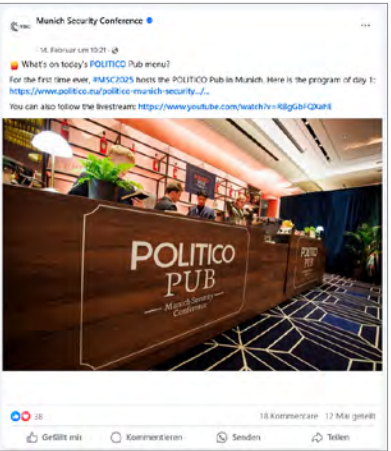 Munich Security Conference
14. Februar um 10:21
What's on today's POLITICO Pub menu?
For the first time ever, #MSC2025 hosts the POLITICO Pub in Munich. Here is the program of day 1:
https://www.politico.eu/politico-munich-security.../...
You can also follow the livestream:
POLITICO
PUB
Munich Security
Conference
POLITICO
PUB
38
18 Kommentare 12 Mal geteilt
Gefällt mir Kommentieren Senden Teilen